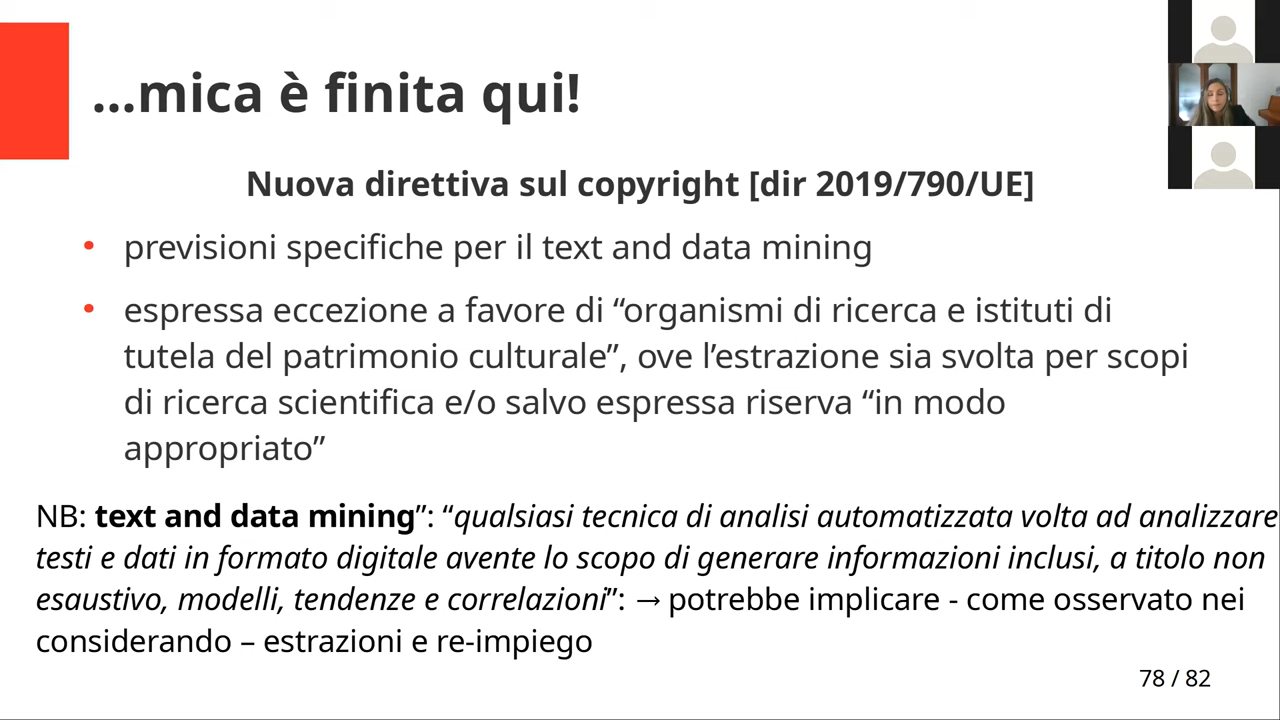 ...mica è finita qui!
Nuova direttiva sul copyright [dir 2019/790/UE]
• previsioni specifiche per il text and data mining
• espressa eccezione a favore di “organismi di ricerca e istituti di
tutela del patrimonio culturale”, ove l’estrazione sia svolta per scopi
di ricerca scientifica e/o salvo espressa riserva “in modo
appropriato”
NB: text and data mining”: “qualsiasi tecnica di analisi automatizzata volta ad analizzare
testi e dati in formato digitale avente lo scopo di generare informazioni inclusi, a titolo non
esaustivo, modelli, tendenze e correlazioni”: → potrebbe implicare - come osservato nei
considerando – estrazioni e re-impiego
78 / 82